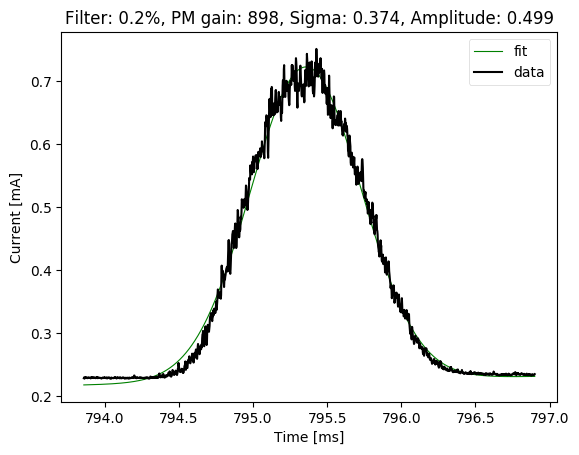 Filter: 0.2%, PM gain: 898, Sigma: 0.374, Amplitude: 0.499
fit
data
0.7
0.6
0.5
0.4
0.3
0.2
Current [mA]
794.0 794.5 795.0 795.5 796.0 796.5 797.0
Time [ms]